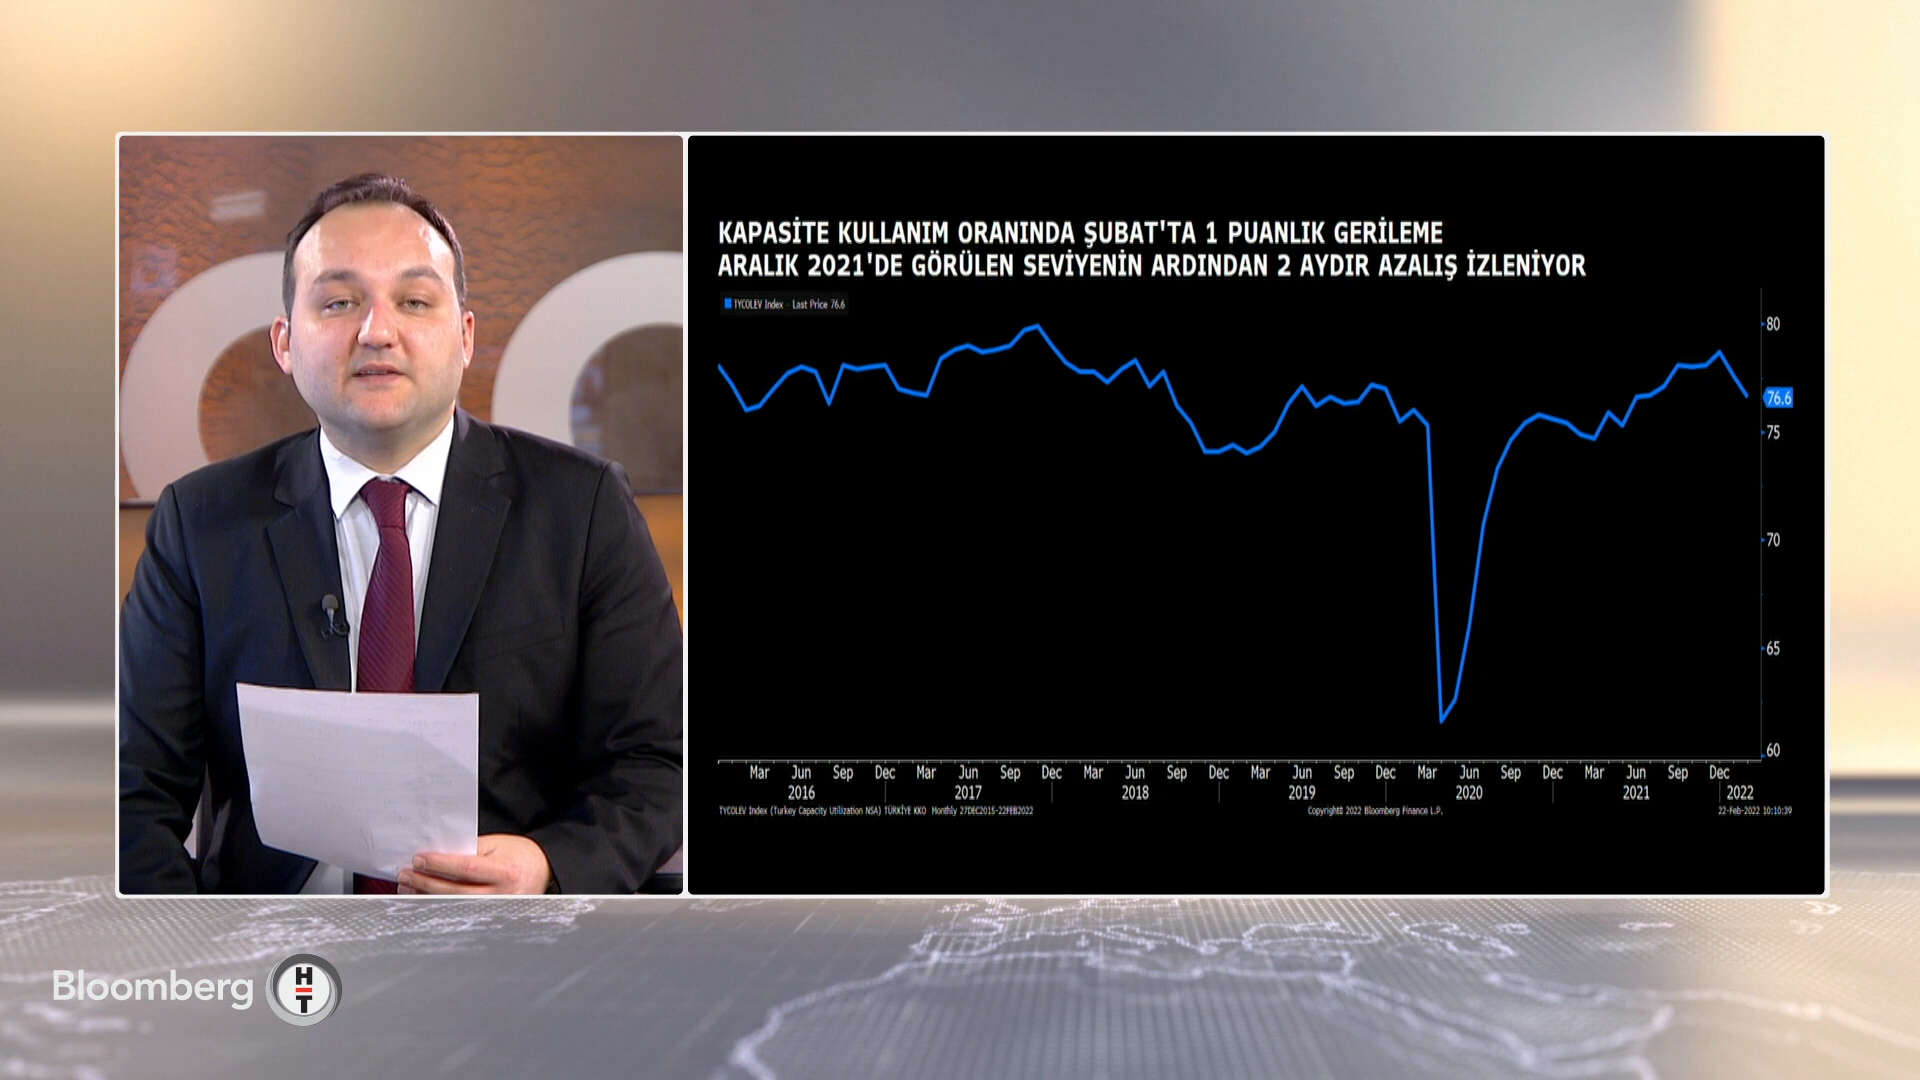 KAPASİTE KULLANIM ORANINDA ŞUBAT'TA 1 PUANLIK GERİLEME
ARALIK 2021'DE GÖRÜLEN SEVİYENİN ARDINDAN 2 AYDIR AZALIŞ İZLENİYOR
TYCOLEV Index - Last Price 76.6
80
76.6
75
70
65
60
Mar Jun Sep Dec Mar Jun Sep Dec Mar Jun Sep Dec Mar Jun Sep Dec Mar Jun Sep Dec Mar Jun Sep Dec
2016 2017 2018 2019 2020 2021 2022
TYCOLEV Index (Turkey Capacity Utilization NSA) TÜRKİYE KKO Monthly 27DEC2015-22FEB2022
Copyright© 2022 Bloomberg Finance L.P.
22-Feb-2022 10:10:39
Bloomberg HT